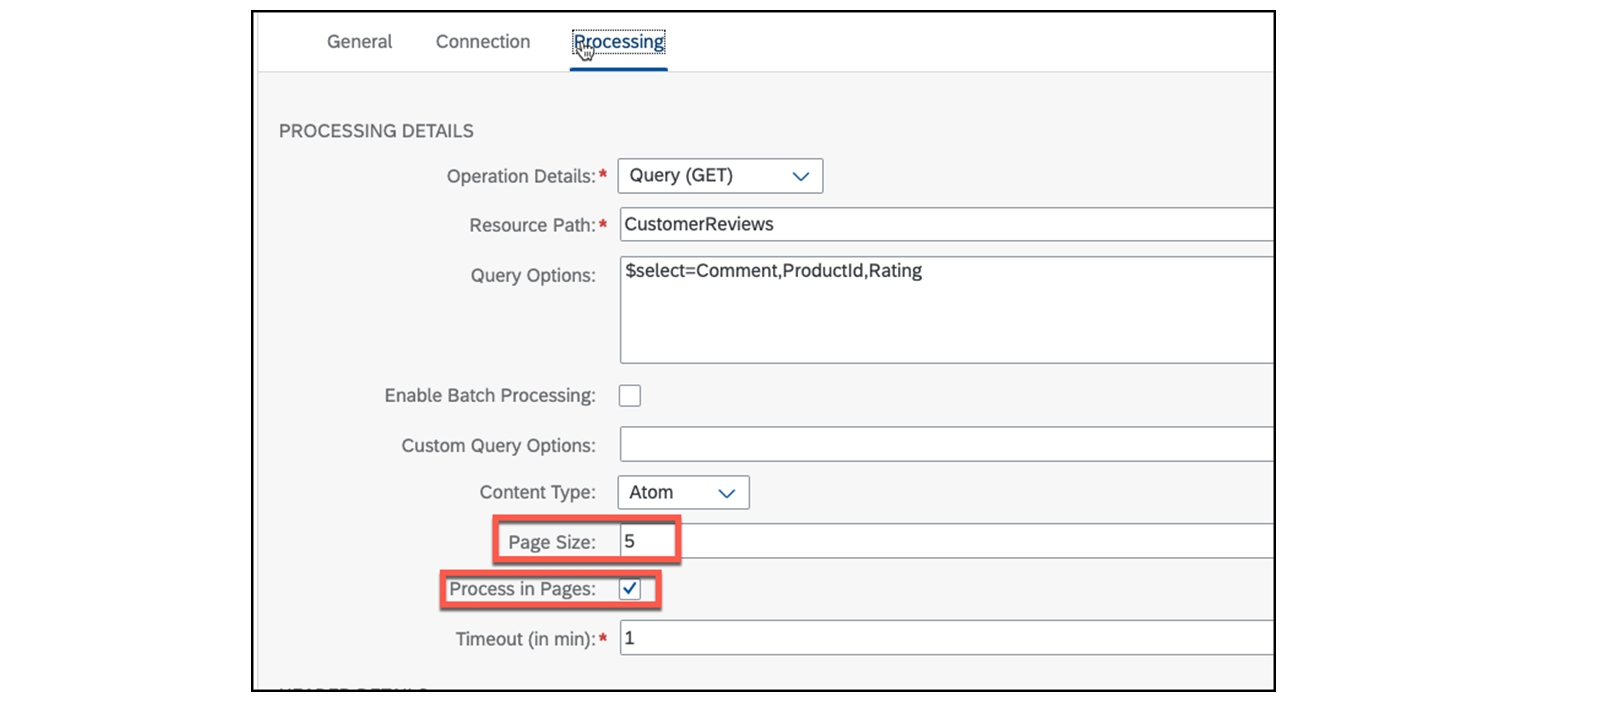 General Connection Processing
PROCESSING DETAILS
Operation Details:* Query (GET)
Resource Path:* CustomerReviews
Query Options: $select=Comment,ProductId,Rating
Enable Batch Processing:
Custom Query Options:
Content Type: Atom
Page Size: 5
Process in Pages:
Timeout (in min):* 1